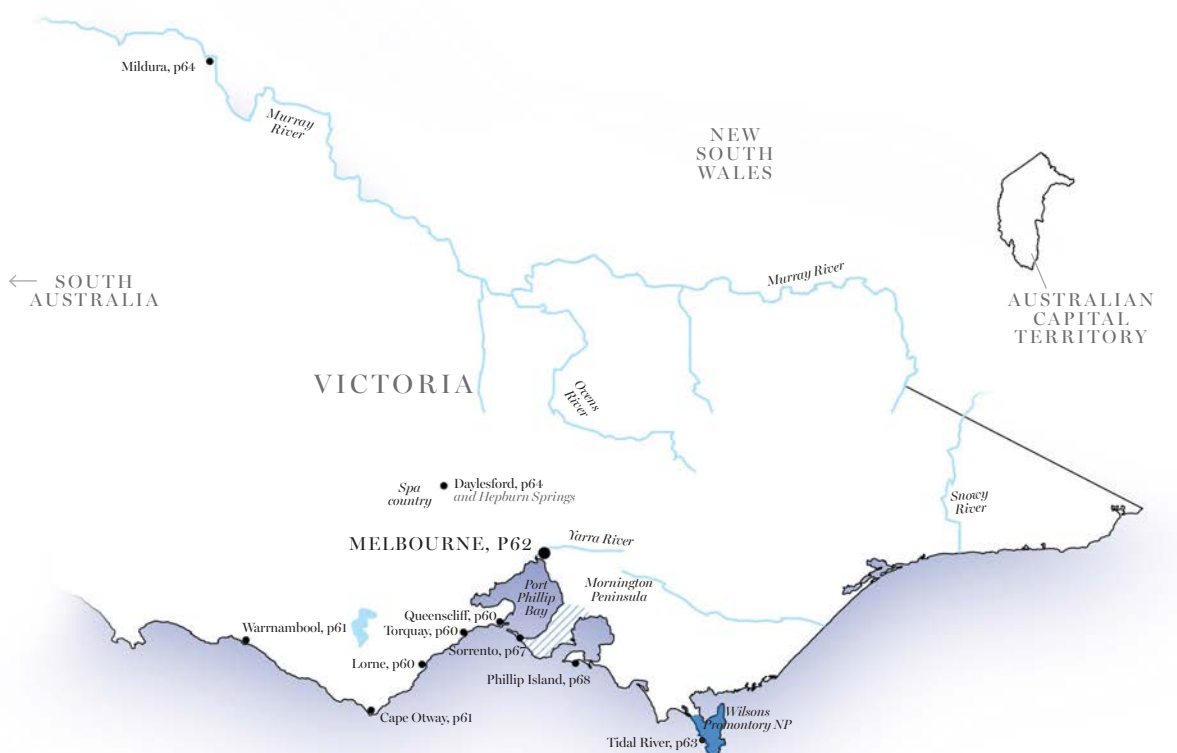 Mildura, p64
Murray
River
NEW
SOUTH
WALES
Murray River
← SOUTH
AUSTRALIA
AUSTRALIAN
CAPITAL
TERRITORY
VICTORIA
Ovens
River
Spa
country
Daylesford, p64
and Hepburn Springs
Snowy
River
MELBOURNE, P62
Yarra River
Port
Phillip
Bay
Mornington
Peninsula
Queenscliff, p60
Torquay, p60
Warrnambool, p61
Sorrento, p67
Lorne, p60
Phillip Island, p68
Cape Otway, p61
Wilsons
Promontory NP
Tidal River, p63